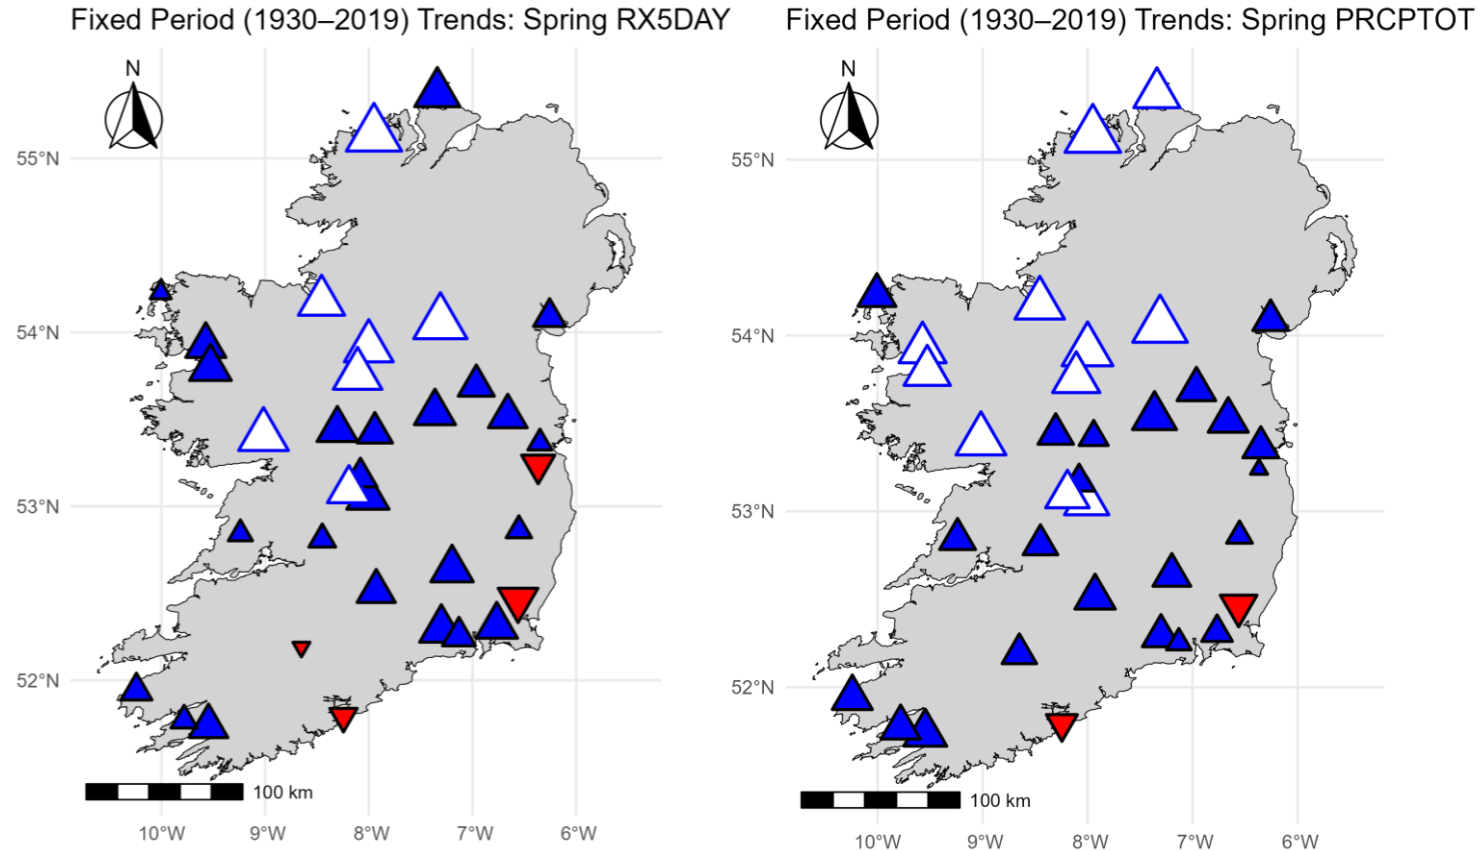 Fixed Period (1930–2019) Trends: Spring RX5DAY
N
55°N
54°N
53°N
52°N
100 km
10°W 9°W 8°W 7°W 6°W
Fixed Period (1930–2019) Trends: Spring PRCPTOT
N
55°N
54°N
53°N
52°N
100 km
10°W 9°W 8°W 7°W 6°W